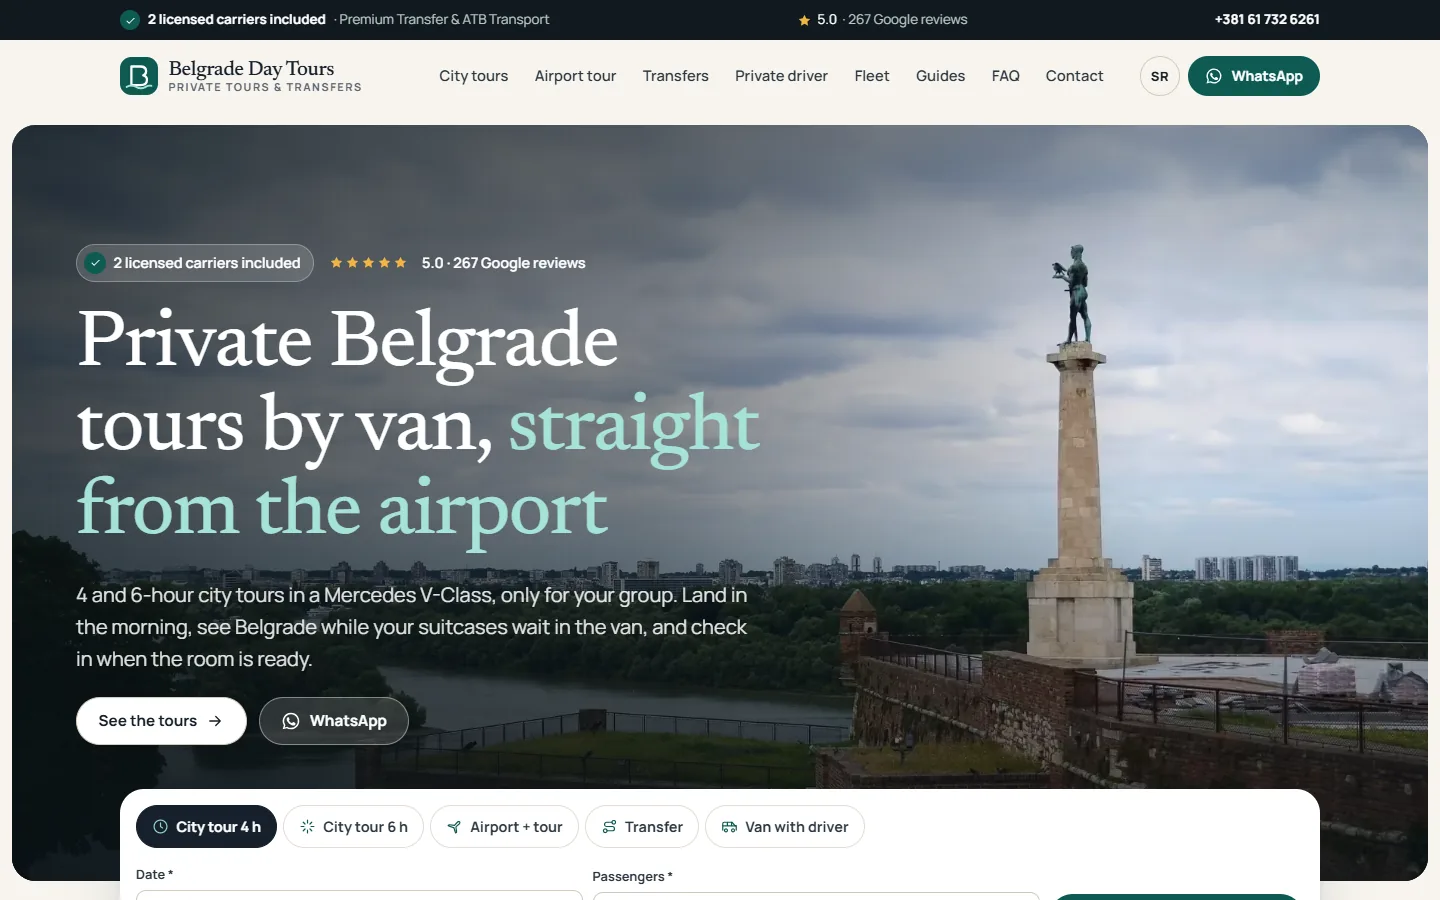 2 licensed carriers included · Premium Transfer & ATB Transport
5.0 · 267 Google reviews
+381 61 732 6261
Belgrade Day Tours
PRIVATE TOURS & TRANSFERS
City tours
Airport tour
Transfers
Private driver
Fleet
Guides
FAQ
Contact
SR
WhatsApp
2 licensed carriers included
5.0 · 267 Google reviews
Private Belgrade
tours by van, straight
from the airport
4 and 6-hour city tours in a Mercedes V-Class, only for your group. Land in
the morning, see Belgrade while your suitcases wait in the van, and check
in when the room is ready.
See the tours
WhatsApp
City tour 4 h
City tour 6 h
Airport + tour
Transfer
Van with driver
Date *
Passengers *